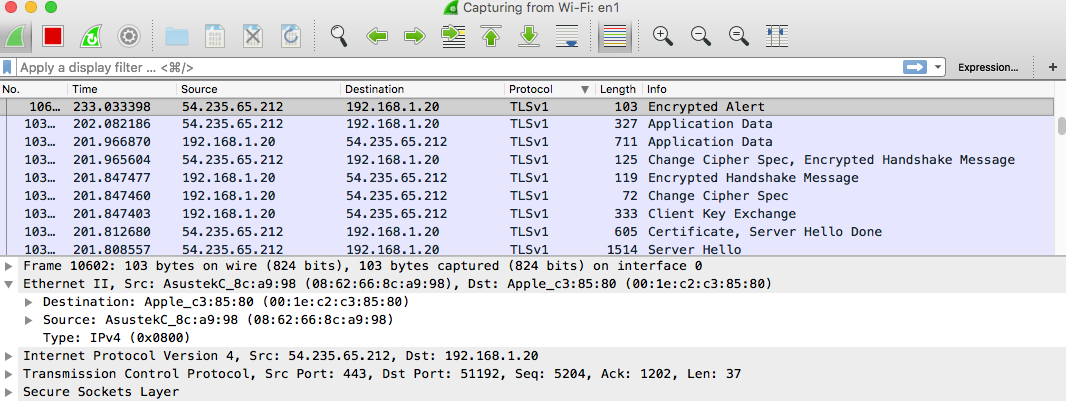 Capturing from Wi-Fi: en1
Apply a display filter ... <⌘/>
Expression...
+
No. Time Source Destination Protocol Length Info
106... 233.033398 54.235.65.212 192.168.1.20 TLSv1 103 Encrypted Alert
103... 202.082186 54.235.65.212 192.168.1.20 TLSv1 327 Application Data
103... 201.966870 192.168.1.20 54.235.65.212 TLSv1 711 Application Data
103... 201.965604 54.235.65.212 192.168.1.20 TLSv1 125 Change Cipher Spec, Encrypted Handshake Message
103... 201.847477 192.168.1.20 54.235.65.212 TLSv1 119 Encrypted Handshake Message
103... 201.847460 192.168.1.20 54.235.65.212 TLSv1 72 Change Cipher Spec
103... 201.847403 192.168.1.20 54.235.65.212 TLSv1 333 Client Key Exchange
103... 201.812680 54.235.65.212 192.168.1.20 TLSv1 605 Certificate, Server Hello Done
103... 201.808557 54.235.65.212 192.168.1.20 TLSv1 1514 Server Hello
Frame 10602: 103 bytes on wire (824 bits), 103 bytes captured (824 bits) on interface 0
Ethernet II, Src: AsustekC_8c:a9:98 (08:62:66:8c:a9:98), Dst: Apple_c3:85:80 (00:1e:c2:c3:85:80)
Destination: Apple_c3:85:80 (00:1e:c2:c3:85:80)
Source: AsustekC_8c:a9:98 (08:62:66:8c:a9:98)
Type: IPv4 (0x0800)
Internet Protocol Version 4, Src: 54.235.65.212, Dst: 192.168.1.20
Transmission Control Protocol, Src Port: 443, Dst Port: 51192, Seq: 5204, Ack: 1202, Len: 37
Secure Sockets Layer